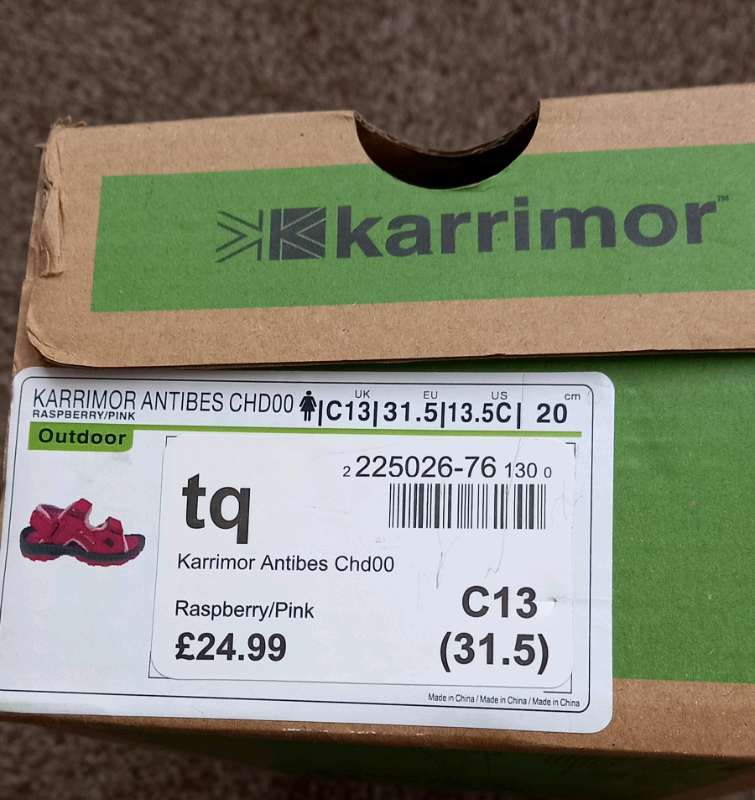 karrimor™
UK EU US cm
KARRIMOR ANTIBES CHD00 |C13|31.5|13.5C| 20
RASPBERRY/PINK
Outdoor
2 225026-76 130 0
tq
Karrimor Antibes Chd00
Raspberry/Pink C13
£24.99 (31.5)
Made in China / Made in China / Made in China